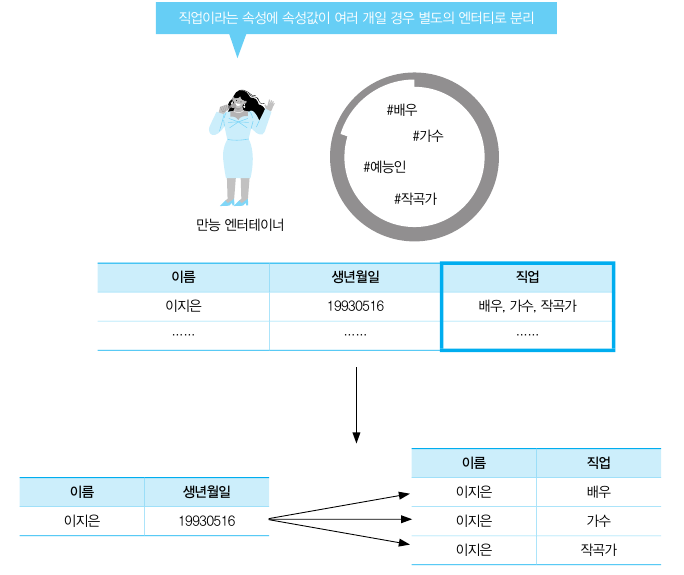 직업이라는 속성에 속성값이 여러 개일 경우 별도의 엔터티로 분리
#배우
#가수
#예능인
#작곡가
만능 엔터테이너
이름 생년월일 직업
이지은 19930516 배우, 가수, 작곡가
…… …… ……
이름 생년월일
이지은 19930516
이름 직업
이지은 배우
이지은 가수
이지은 작곡가